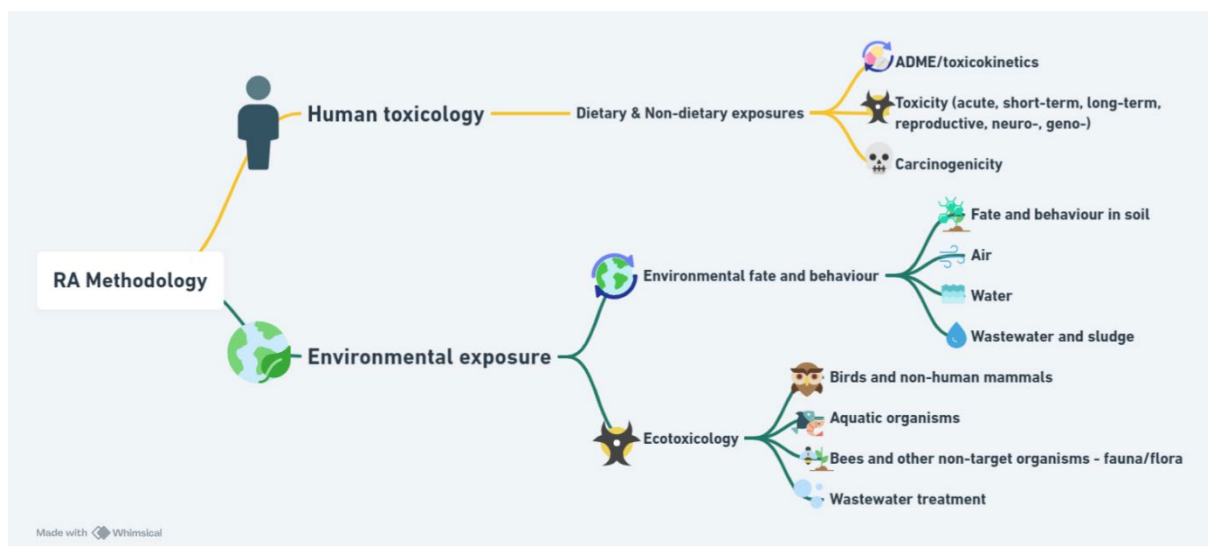 RA Methodology
Human toxicology
Dietary & Non-dietary exposures
ADME/toxicokinetics
Toxicity (acute, short-term, long-term,
reproductive, neuro-, geno-)
Carcinogenicity
Environmental exposure
Environmental fate and behaviour
Fate and behaviour in soil
Air
Water
Wastewater and sludge
Ecotoxicology
Birds and non-human mammals
Aquatic organisms
Bees and other non-target organisms - fauna/flora
Wastewater treatment
Made with Whimsical